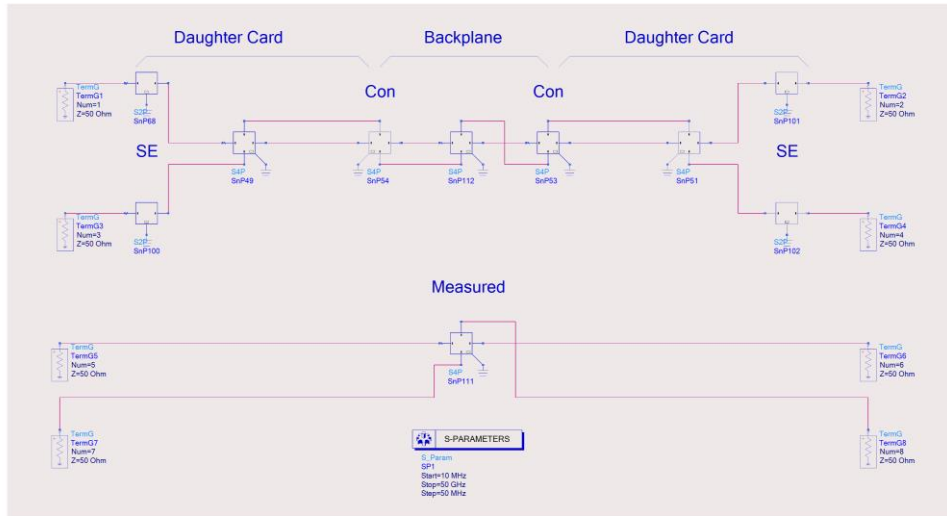 Daughter Card
Backplane
Daughter Card
Con
Con
TermG
TermG1
Num=1
Z=50 Ohm
S2P
SnP68
S2P
SnP101
TermG
TermG2
Num=2
Z=50 Ohm
SE
SE
S4P
SnP49
S4P
SnP54
S4P
SnP112
S4P
SnP53
S4P
SnP51
TermG
TermG3
Num=3
Z=50 Ohm
S2P
SnP100
S2P
SnP102
TermG
TermG4
Num=4
Z=50 Ohm
Measured
TermG
TermG5
Num=5
Z=50 Ohm
S4P
SnP111
TermG
TermG6
Num=6
Z=50 Ohm
TermG
TermG7
Num=7
Z=50 Ohm
S-PARAMETERS
S_Param
SP1
Start=10 MHz
Stop=50 GHz
Step=50 MHz
TermG
TermG8
Num=8
Z=50 Ohm